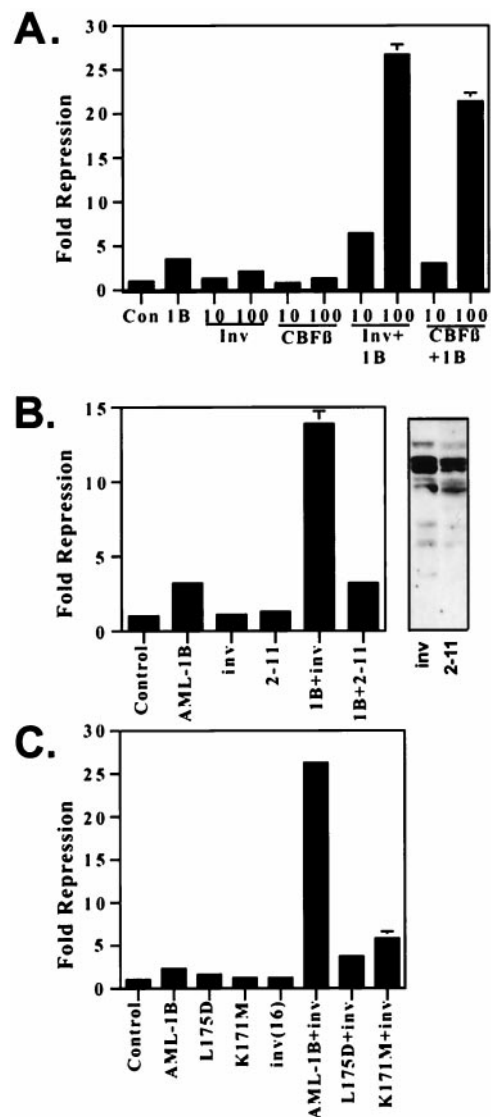 A.
Fold Repression
30
25
20
15
10
5
0
Con 1B 10 100 10 100 10 100 10 100
Inv CBFß Inv+ CBFß
1B +1B
B.
Fold Repression
15
10
5
0
Control
AML-1B
inv
2-11
1B+inv
1B+2-11
inv
2-11
C.
Fold Repression
30
25
20
15
10
5
0
Control
AML-1B
L175D
K171M
inv(16)
AML-1B+inv
L175D+inv
K171M+inv